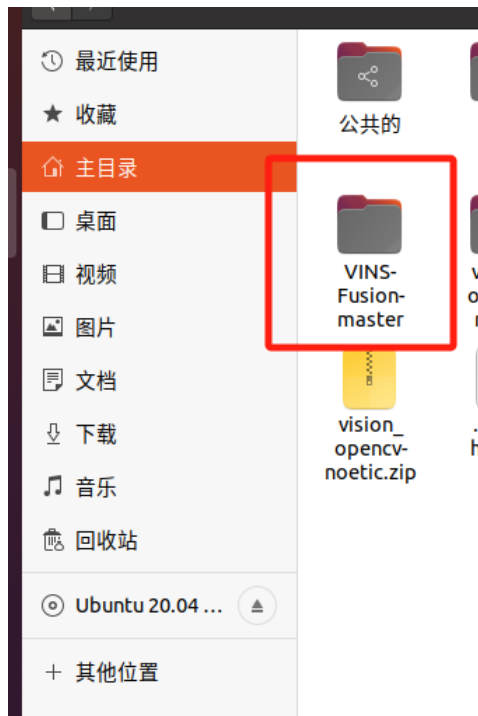 最近使用
收藏
主目录
桌面
视频
图片
文档
下载
音乐
回收站
Ubuntu 20.04 ...
其他位置
公共的
VINS-
Fusion-
master
vision_
opencv-
noetic.zip